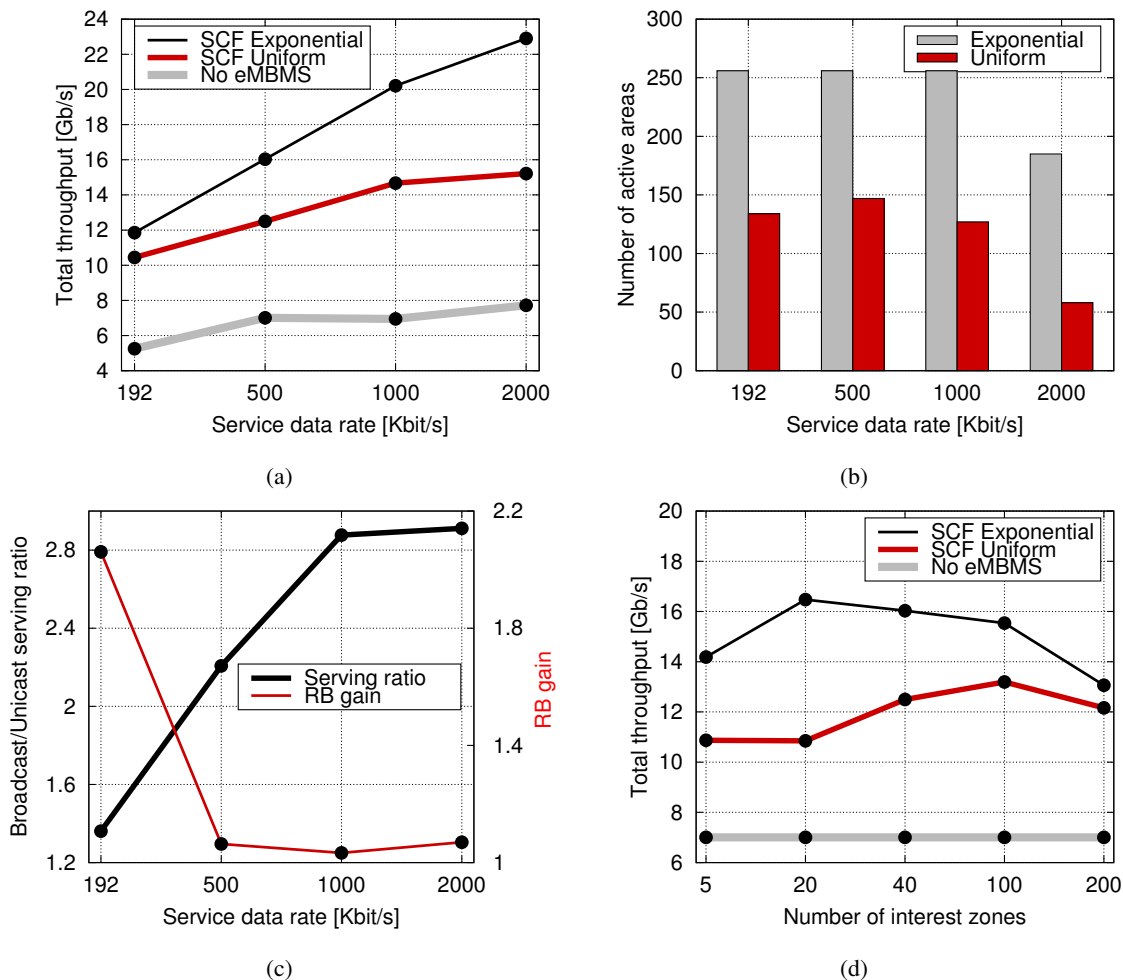 24
22
20
18
16
14
12
10
8
6
4
Total throughput [Gb/s]
SCF Exponential
SCF Uniform
No eMBMS
192 500 1000 2000
Service data rate [Kbit/s]
(a)
300
250
200
150
100
50
0
Number of active areas
Exponential
Uniform
192 500 1000 2000
Service data rate [Kbit/s]
(b)
2.8
2.4
2
1.6
1.2
Broadcast/Unicast serving ratio
Serving ratio
RB gain
2.2
1.8
1.4
1
RB gain
192 500 1000 2000
Service data rate [Kbit/s]
(c)
20
18
16
14
12
10
8
6
Total throughput [Gb/s]
SCF Exponential
SCF Uniform
No eMBMS
5 20 40 100 200
Number of interest zones
(d)